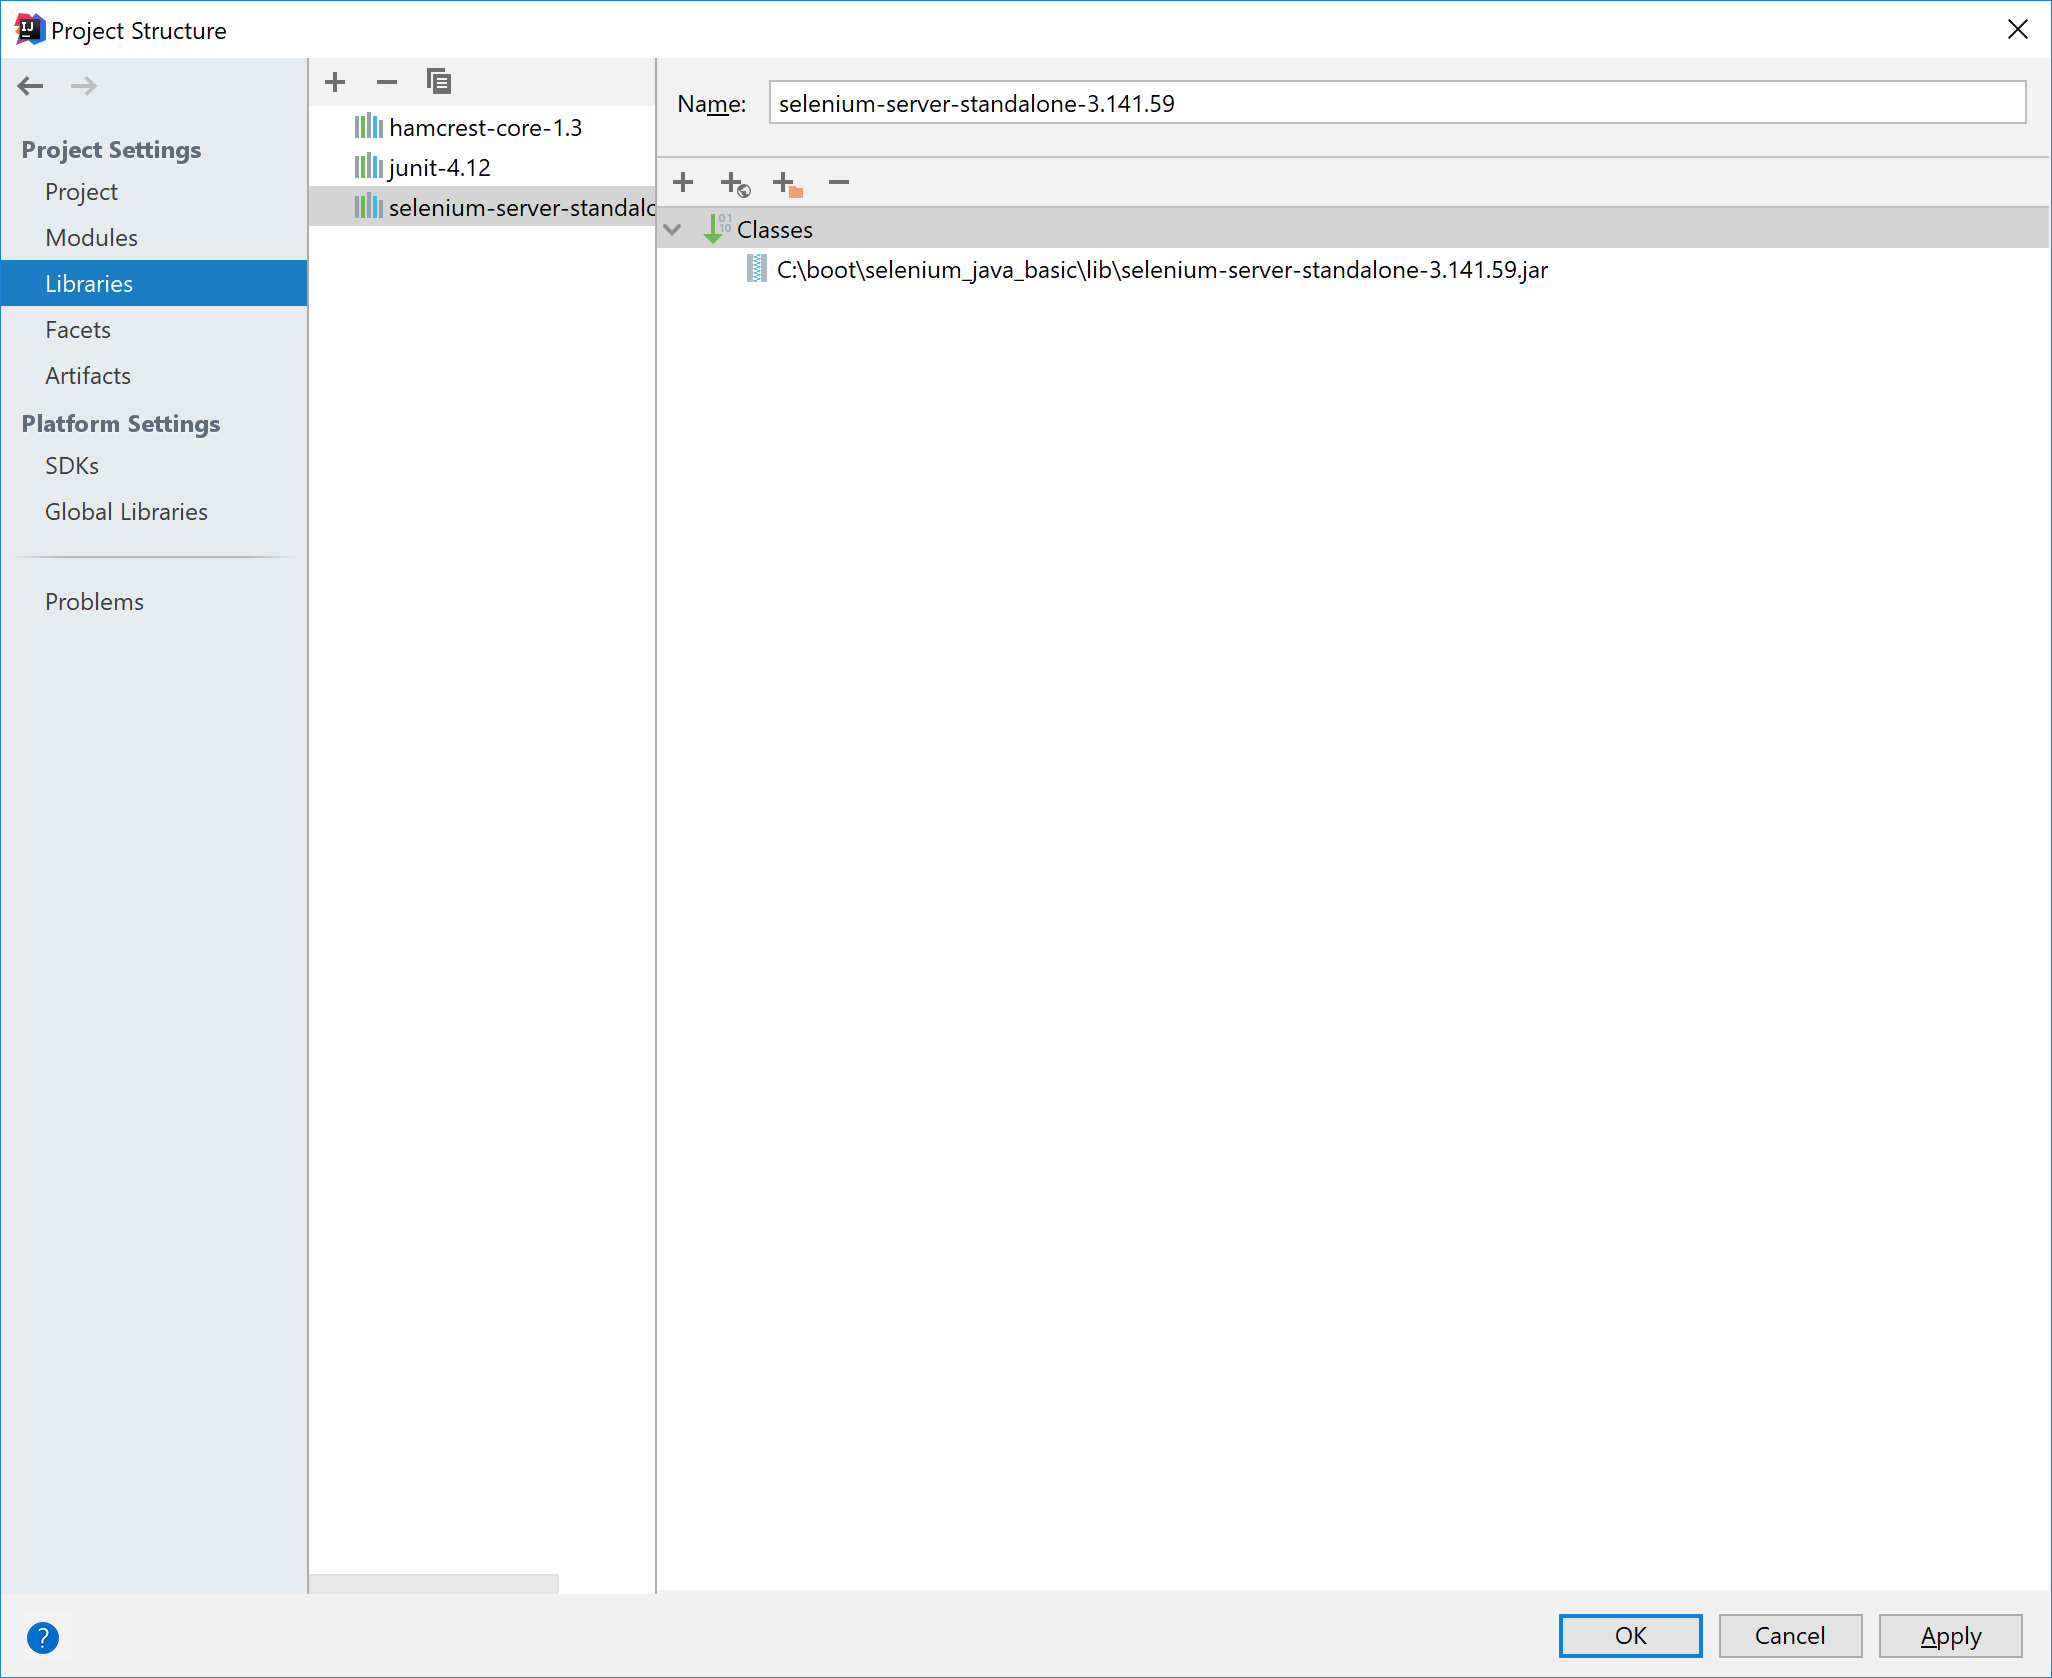 Project Structure
Project Settings
Project
Modules
Libraries
Facets
Artifacts
Platform Settings
SDKs
Global Libraries
Problems
hamcrest-core-1.3
junit-4.12
selenium-server-standalo
Name: selenium-server-standalone-3.141.59
Classes
C:\boot\selenium_java_basic\lib\selenium-server-standalone-3.141.59.jar
?
OK Cancel Apply